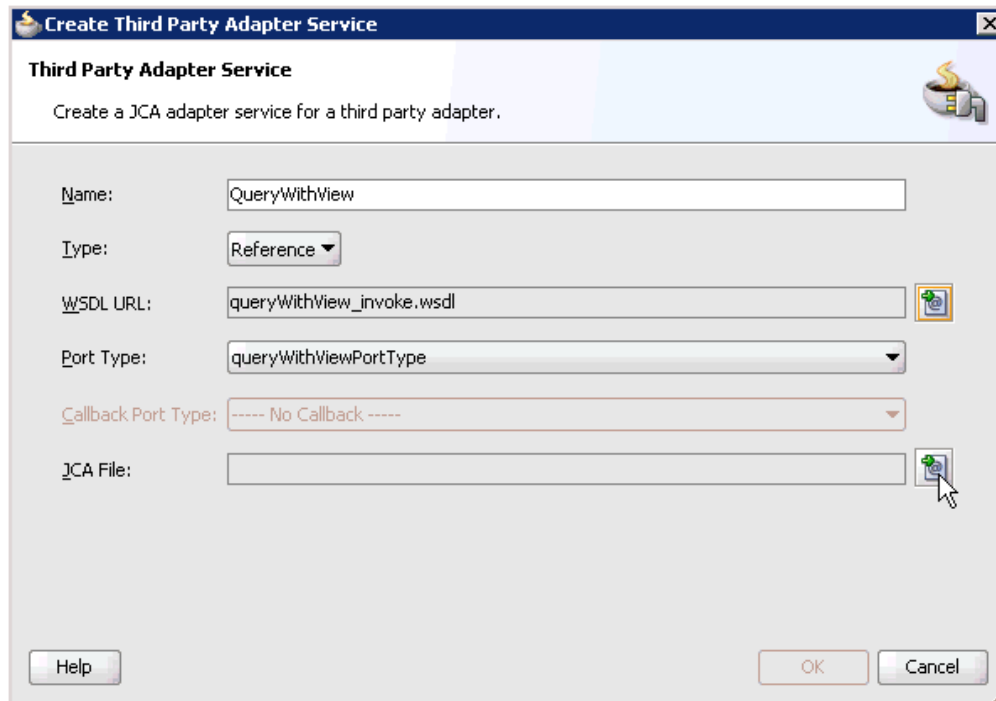 Create Third Party Adapter Service
Third Party Adapter Service
Create a JCA adapter service for a third party adapter.
Name: QueryWithView
Type: Reference
WSDL URL: queryWithView_invoke.wsdl
Port Type: queryWithViewPortType
Callback Port Type: ----- No Callback -----
JCA File:
Help OK Cancel